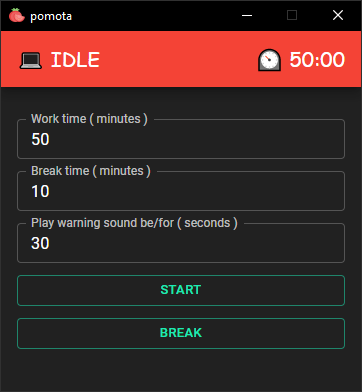 pomota
IDLE 50:00
Work time ( minutes )
50
Break time ( minutes )
10
Play warning sound be/for ( seconds )
30
START
BREAK